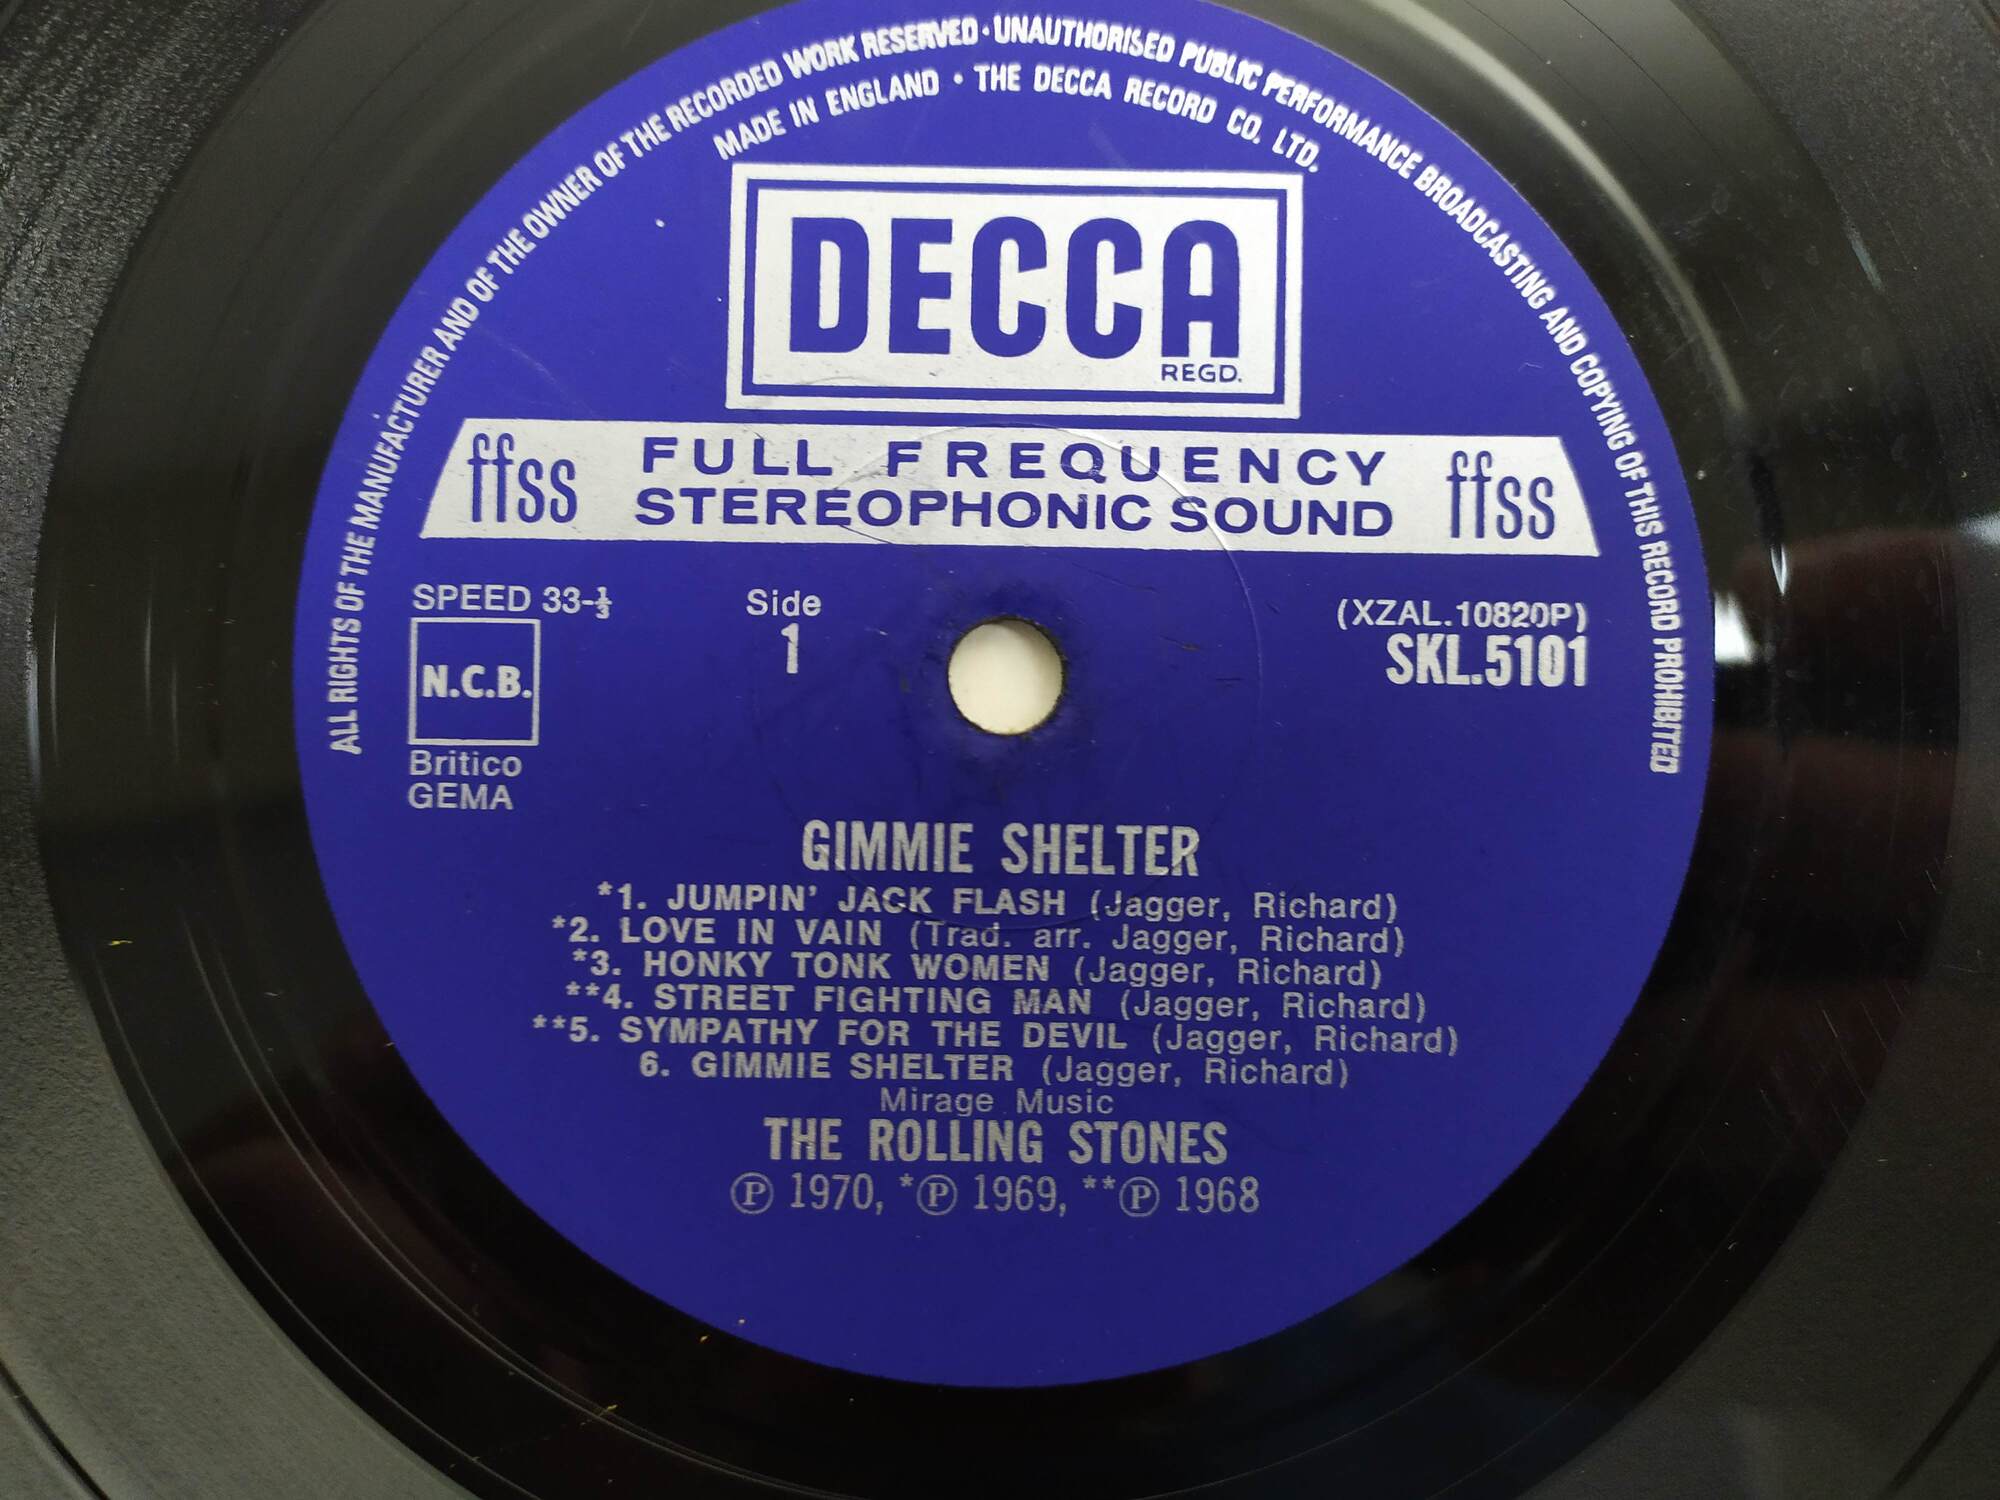 ALL RIGHTS OF THE MANUFACTURER AND OF THE OWNER OF THE RECORDED WORK RESERVED · UNAUTHORISED PUBLIC PERFORMANCE BROADCASTING AND COPYING OF THIS RECORD PROHIBITED
MADE IN ENGLAND • THE DECCA RECORD CO. LTD.
DECCA
REGD.
ffss FULL FREQUENCY ffss
STEREOPHONIC SOUND
SPEED 33-⅓
Side
1
(XZAL.10820P)
SKL.5101
N.C.B.
Britico
GEMA
GIMMIE SHELTER
*1. JUMPIN' JACK FLASH (Jagger, Richard)
*2. LOVE IN VAIN (Trad. arr. Jagger, Richard)
*3. HONKY TONK WOMEN (Jagger, Richard)
**4. STREET FIGHTING MAN (Jagger, Richard)
**5. SYMPATHY FOR THE DEVIL (Jagger, Richard)
6. GIMMIE SHELTER (Jagger, Richard)
Mirage Music
THE ROLLING STONES
℗ 1970, *℗ 1969, **℗ 1968